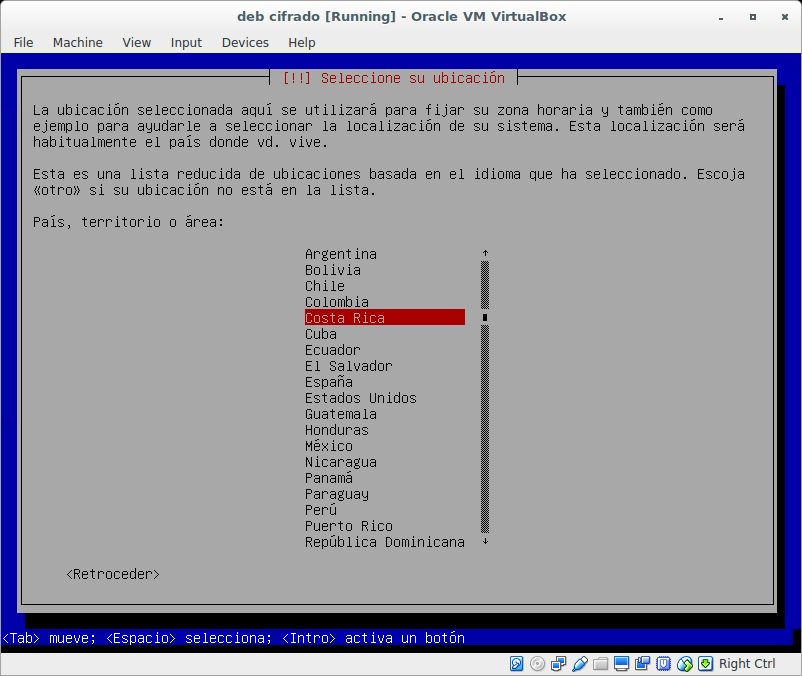 deb cifrado [Running] - Oracle VM VirtualBox
File Machine View Input Devices Help
[!!] Seleccione su ubicación
La ubicación seleccionada aquí se utilizará para fijar su zona horaria y también como
ejemplo para ayudarle a seleccionar la localización de su sistema. Esta localización será
habitualmente el país donde vd. vive.
Esta es una lista reducida de ubicaciones basada en el idioma que ha seleccionado. Escoja
«otro» si su ubicación no está en la lista.
País, territorio o área:
Argentina
Bolivia
Chile
Colombia
Costa Rica
Cuba
Ecuador
El Salvador
España
Estados Unidos
Guatemala
Honduras
México
Nicaragua
Panamá
Paraguay
Perú
Puerto Rico
República Dominicana
<Retroceder>
<Tab> mueve; <Espacio> selecciona; <Intro> activa un botón
Right Ctrl